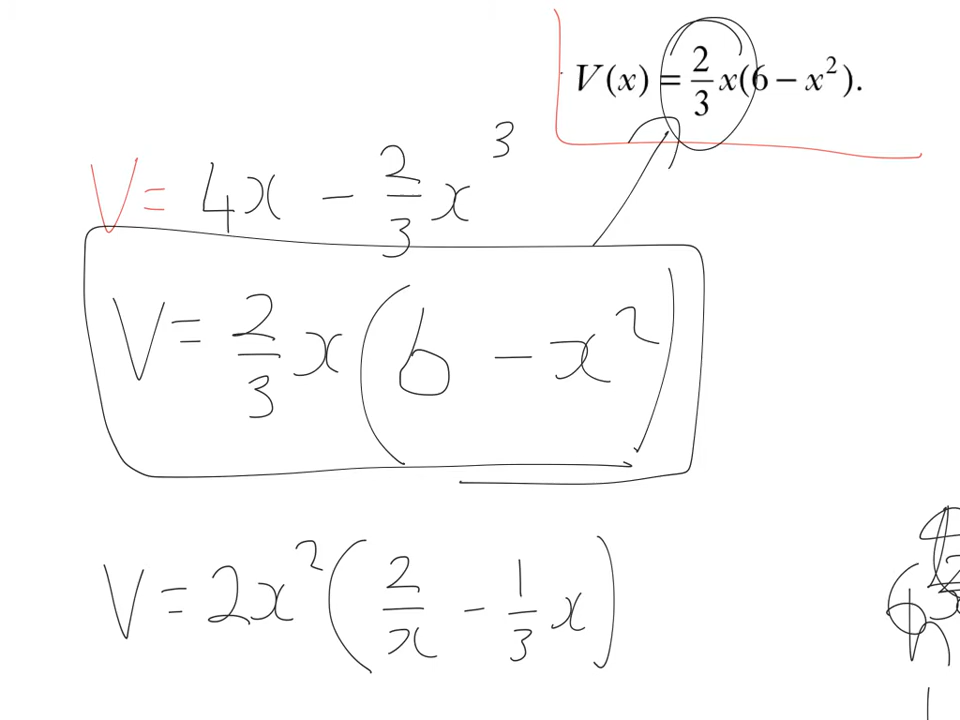 V(x) = 2/3 x(6 − x²).
V = 4x − 2/3 x³
V = 2/3 x (6 − x²)
V = 2x² (2/x − 1/3 x)